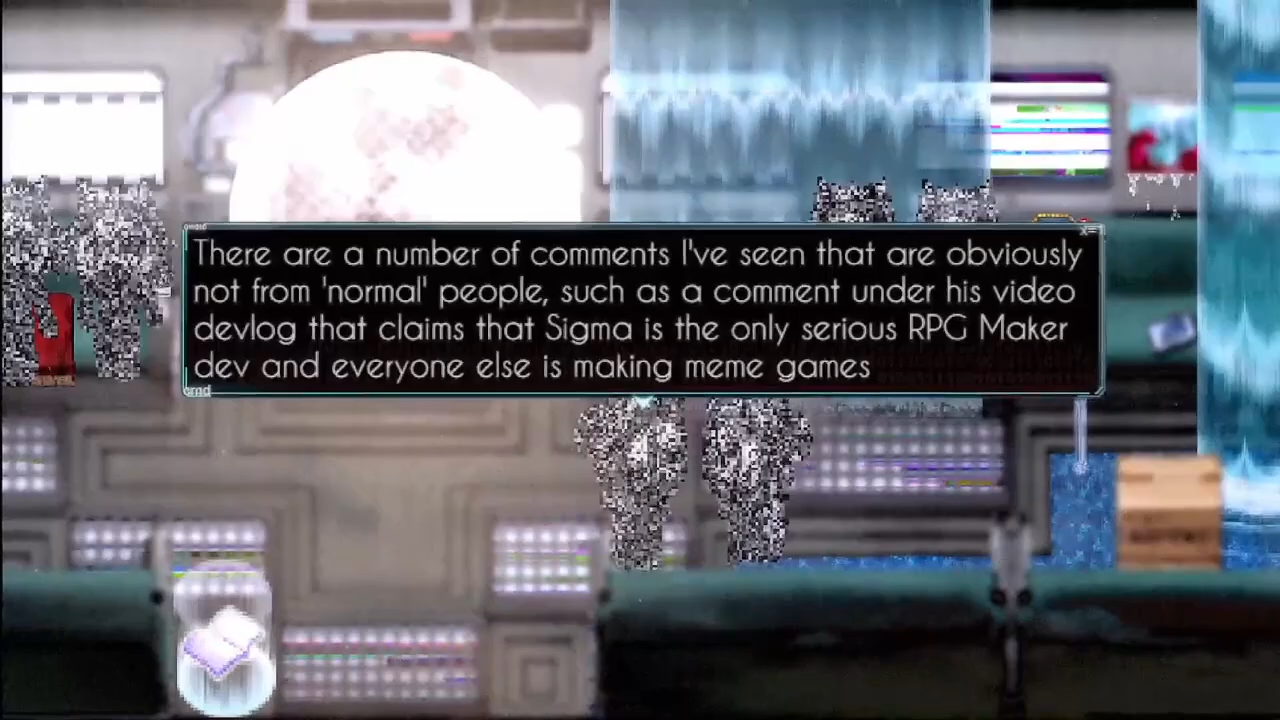 There are a number of comments I've seen that are obviously
not from 'normal' people, such as a comment under his video
devlog that claims that Sigma is the only serious RPG Maker
dev and everyone else is making meme games